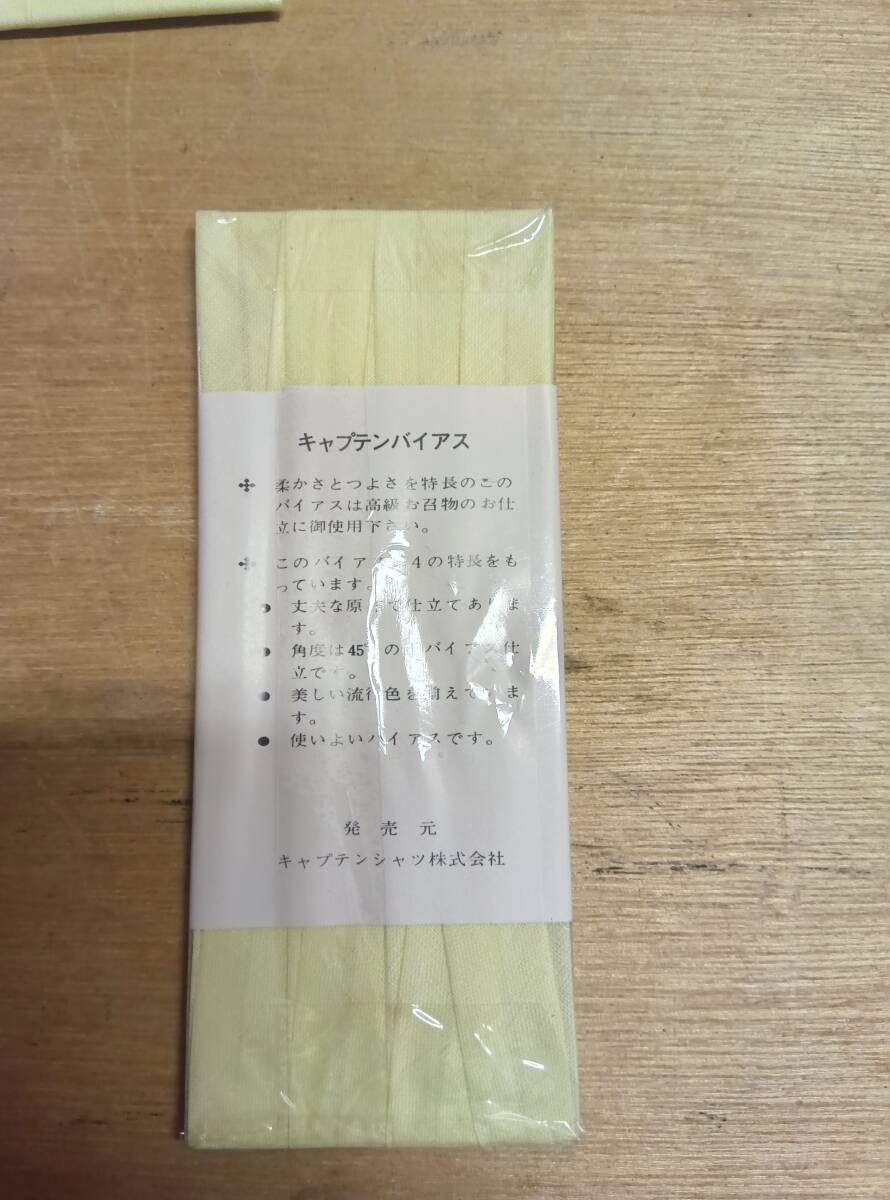 キャプテンバイアス
✣ 柔かさとつよさを特長のこの
バイアスは高級お召物のお仕
立に御使用下さい。
✣ このバイア 4の特長をも
っています。
● 丈夫な原 で仕立てありま
す。
● 角度は45° の バイアス仕
立です。
● 美しい流行色を揃えていま
す。
● 使いよいバイアスです。
発売元
キャプテンシャツ株式会社